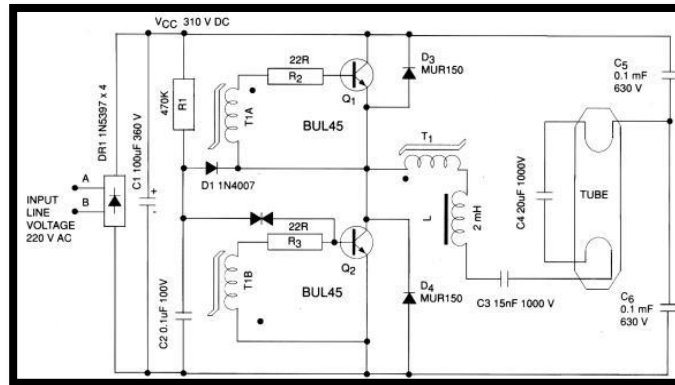 VCC 310 V DC
DR1 1N5397 x 4
C1 100uF 360 V
+
-
A
B
INPUT
LINE
VOLTAGE
220 V AC
470K
R1
22R
R2
Q1
BUL45
T1A
D1 1N4007
D3
MUR150
C5
0.1 mF
630 V
T1
L
2 mH
C4 20uF 1000V
TUBE
22R
R3
Q2
BUL45
T1B
C2 0.1uF 100V
D4
MUR150
C3 15nF 1000 V
C6
0.1 mF
630 V